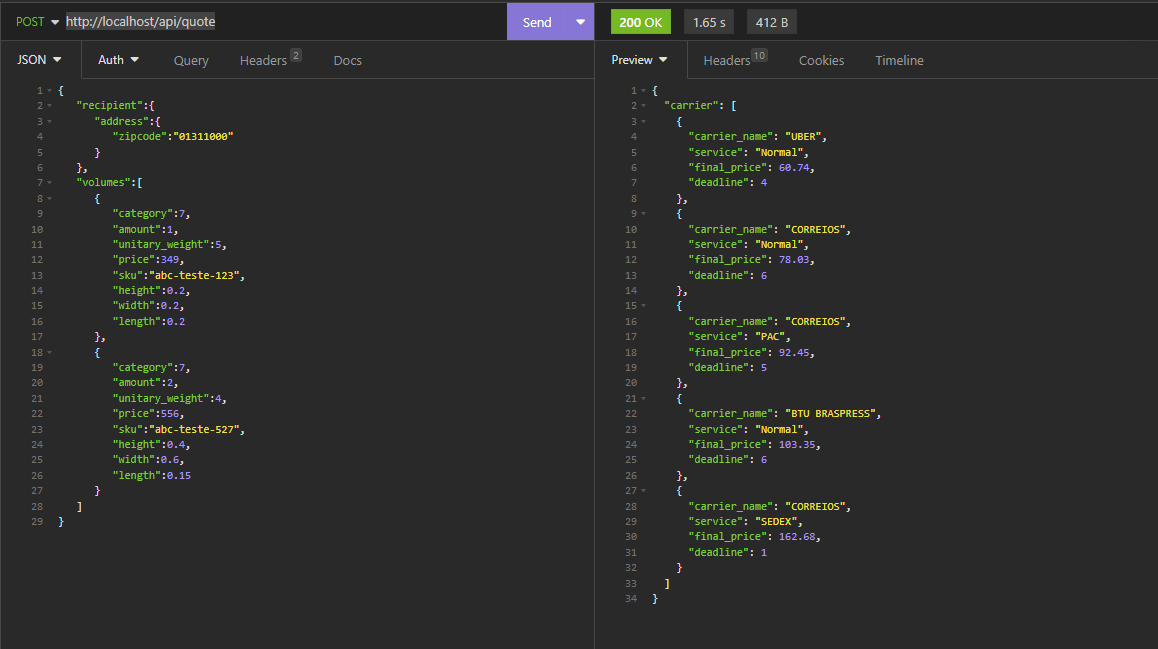 POST http://localhost/api/quote Send 200 OK 1.65 s 412 B
JSON Auth Query Headers 2 Docs
1 {
2 "recipient":{
3 "address":{
4 "zipcode":"01311000"
5 }
6 },
7 "volumes":[
8 {
9 "category":7,
10 "amount":1,
11 "unitary_weight":5,
12 "price":349,
13 "sku":"abc-teste-123",
14 "height":0.2,
15 "width":0.2,
16 "length":0.2
17 },
18 {
19 "category":7,
20 "amount":2,
21 "unitary_weight":4,
22 "price":556,
23 "sku":"abc-teste-527",
24 "height":0.4,
25 "width":0.6,
26 "length":0.15
27 }
28 ]
29 }
Preview Headers 10 Cookies Timeline
1 {
2 "carrier": [
3 {
4 "carrier_name": "UBER",
5 "service": "Normal",
6 "final_price": 60.74,
7 "deadline": 4
8 },
9 {
10 "carrier_name": "CORREIOS",
11 "service": "Normal",
12 "final_price": 78.03,
13 "deadline": 6
14 },
15 {
16 "carrier_name": "CORREIOS",
17 "service": "PAC",
18 "final_price": 92.45,
19 "deadline": 5
20 },
21 {
22 "carrier_name": "BTU BRASPRESS",
23 "service": "Normal",
24 "final_price": 103.35,
25 "deadline": 6
26 },
27 {
28 "carrier_name": "CORREIOS",
29 "service": "SEDEX",
30 "final_price": 162.68,
31 "deadline": 1
32 }
33 ]
34 }